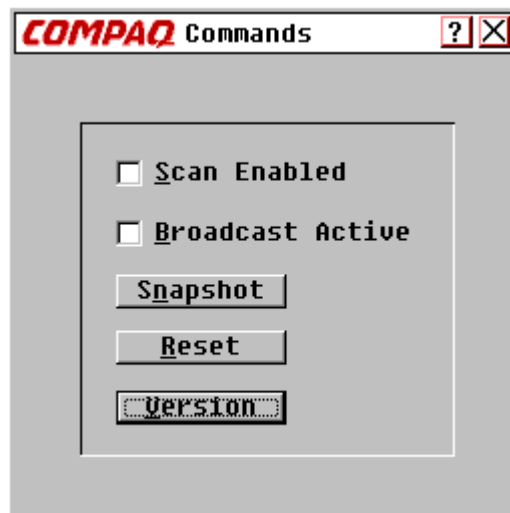 COMPAQ Commands ?
Scan Enabled
Broadcast Active
Snapshot
Reset
Version